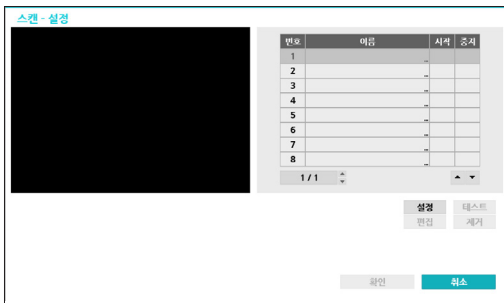 스캔 - 설정
번호 이름 시작 중지
1 ...
2 ...
3 ...
4 ...
5 ...
6 ...
7 ...
8 ...
1 / 1
설정 테스트
편집 제거
확인 취소